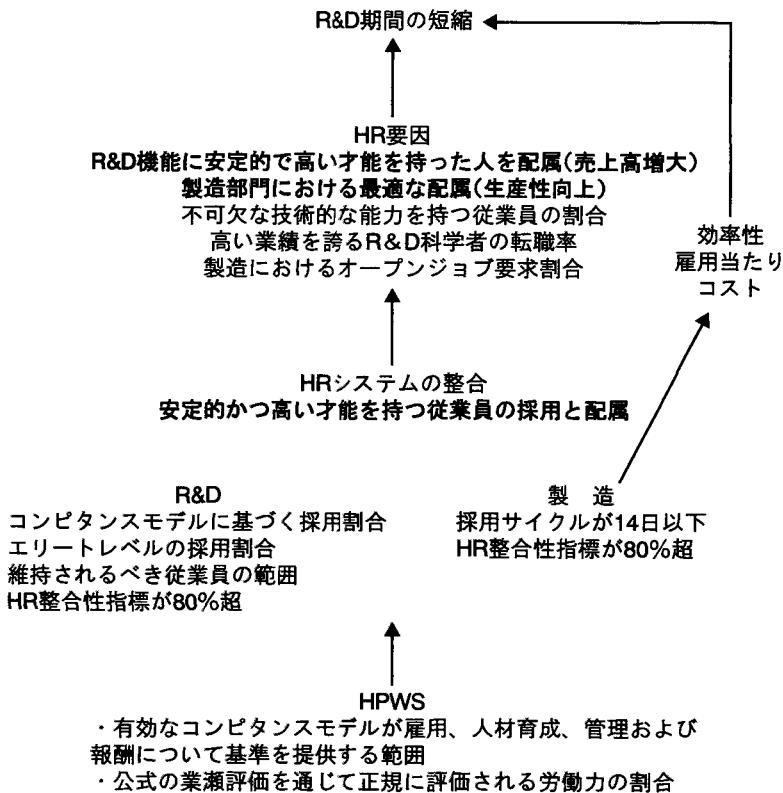 R&D期間の短縮
HR要因
R&D機能に安定的で高い才能を持った人を配属(売上高増大)
製造部門における最適な配属(生産性向上)
不可欠な技術的な能力を持つ従業員の割合
高い業績を誇るR&D科学者の転職率
製造におけるオープンジョブ要求割合
効率性
雇用当たり
コスト
HRシステムの整合
安定的かつ高い才能を持つ従業員の採用と配属
R&D
コンピタンスモデルに基づく採用割合
エリートレベルの採用割合
維持されるべき従業員の範囲
HR整合性指標が80%超
製 造
採用サイクルが14日以下
HR整合性指標が80%超
HPWS
・有効なコンピタンスモデルが雇用、人材育成、管理および
報酬について基準を提供する範囲
・公式の業瀬評価を通じて正規に評価される労働力の割合